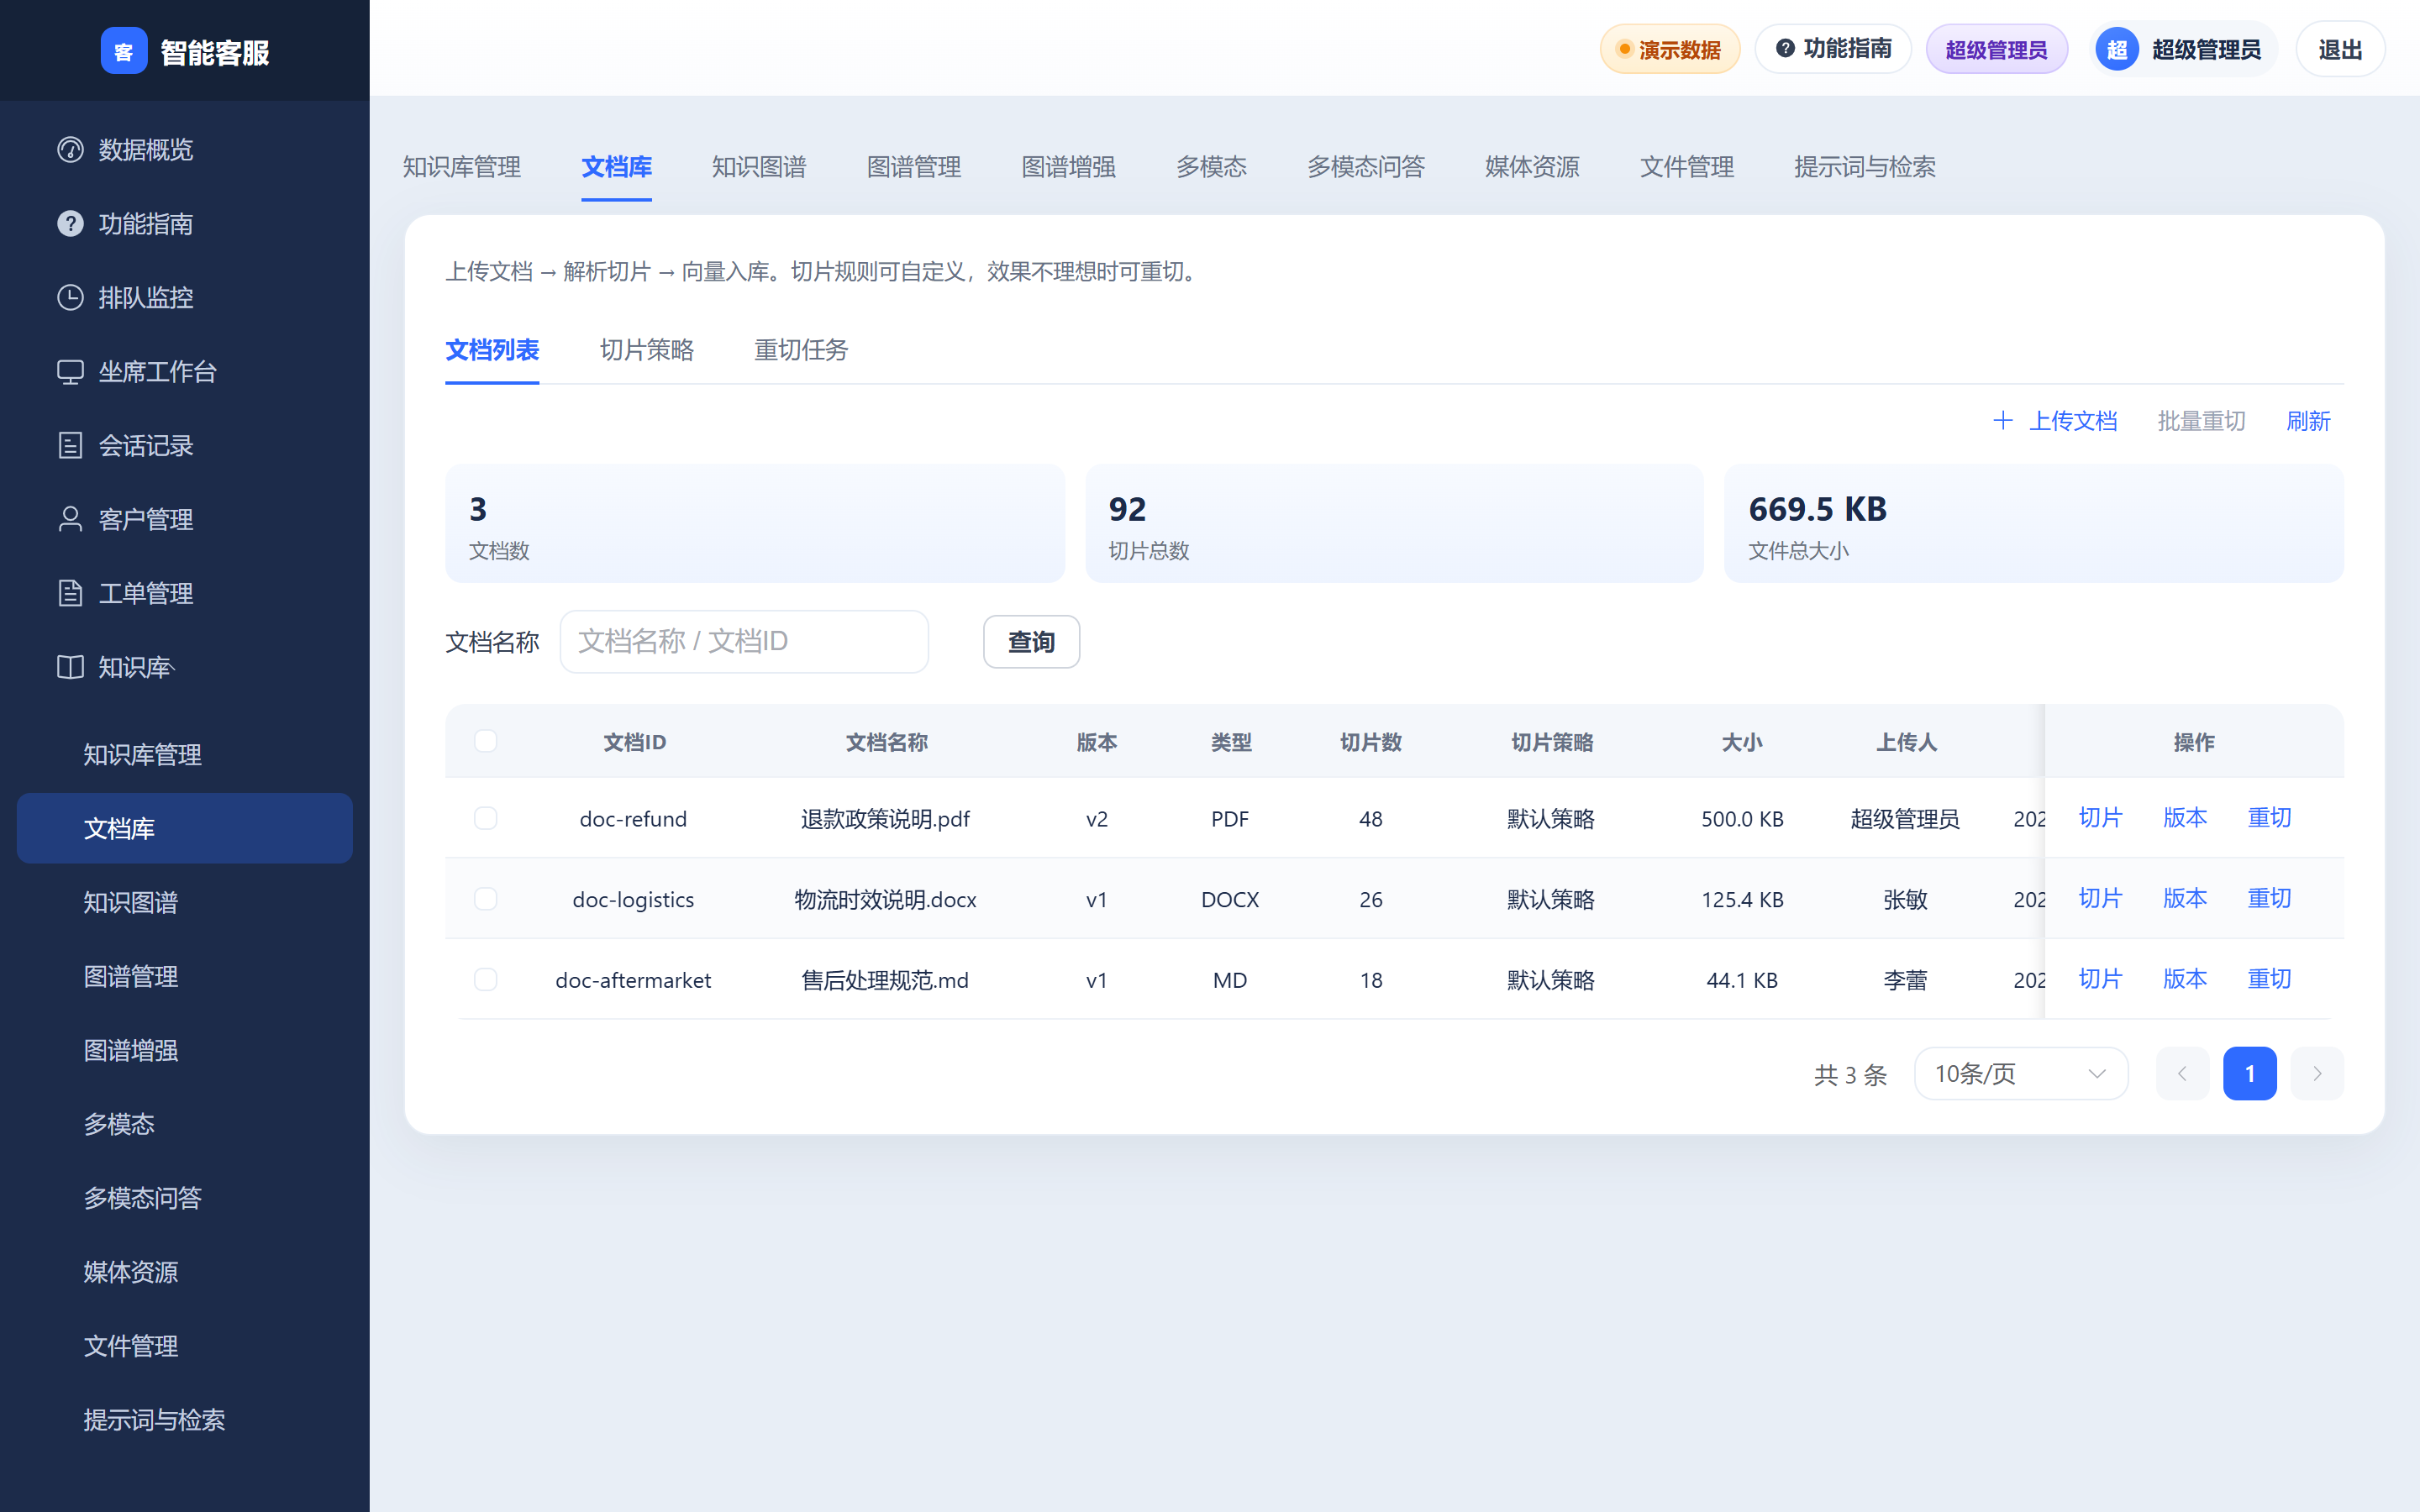 客 智能客服
演示数据 功能指南 超级管理员 超 超级管理员 退出
数据概览
功能指南
排队监控
坐席工作台
会话记录
客户管理
工单管理
知识库
知识库管理
文档库
知识图谱
图谱管理
图谱增强
多模态
多模态问答
媒体资源
文件管理
提示词与检索
知识库管理 文档库 知识图谱 图谱管理 图谱增强 多模态 多模态问答 媒体资源 文件管理 提示词与检索
上传文档 → 解析切片 → 向量入库。切片规则可自定义，效果不理想时可重切。
文档列表 切片策略 重切任务
上传文档 批量重切 刷新
3 92 669.5 KB
文档数 切片总数 文件总大小
文档名称 文档名称 / 文档ID 查询
文档ID 文档名称 版本 类型 切片数 切片策略 大小 上传人 操作
doc-refund 退款政策说明.pdf v2 PDF 48 默认策略 500.0 KB 超级管理员 202 切片 版本 重切
doc-logistics 物流时效说明.docx v1 DOCX 26 默认策略 125.4 KB 张敏 202 切片 版本 重切
doc-aftermarket 售后处理规范.md v1 MD 18 默认策略 44.1 KB 李蕾 202 切片 版本 重切
共 3 条 10条/页 1